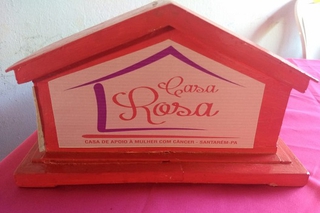 Casa
Rosa
CASA DE APOIO À MULHER COM CÂNCER - SANTARÉM-PA